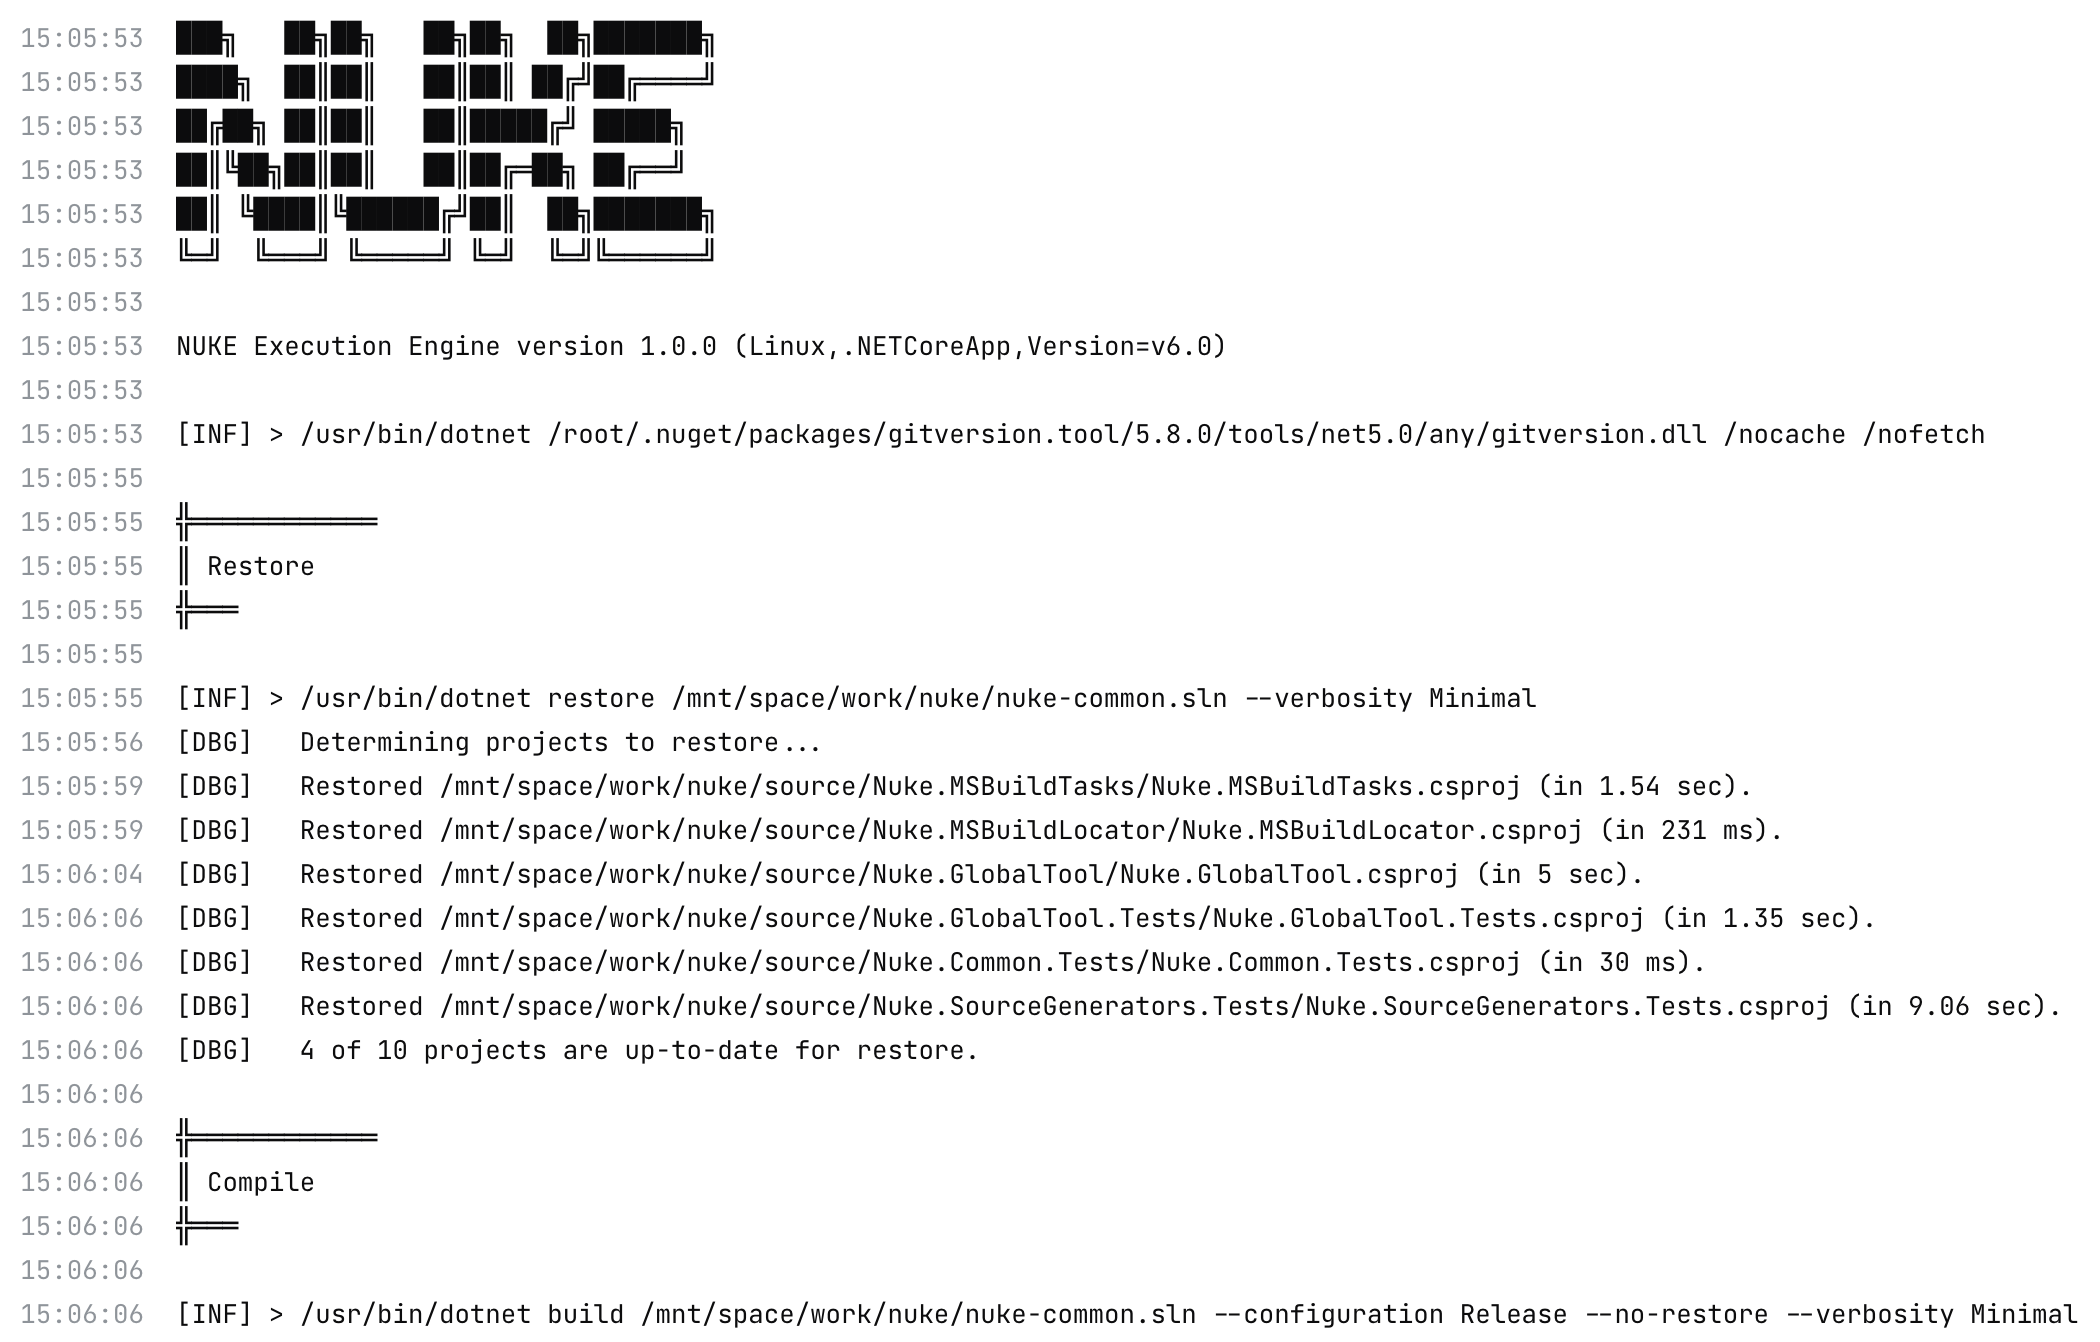 15:05:53 ███╗   ██╗██╗   ██╗██╗  ██╗███████╗
15:05:53 ████╗  ██║██║   ██║██║ ██╔╝██╔════╝
15:05:53 ██╔██╗ ██║██║   ██║█████╔╝ █████╗
15:05:53 ██║╚██╗██║██║   ██║██╔═██╗ ██╔══╝
15:05:53 ██║ ╚████║╚██████╔╝██║  ██╗███████╗
15:05:53 ╚═╝  ╚═══╝ ╚═════╝ ╚═╝  ╚═╝╚══════╝
15:05:53
15:05:53 NUKE Execution Engine version 1.0.0 (Linux,.NETCoreApp,Version=v6.0)
15:05:53
15:05:53 [INF] > /usr/bin/dotnet /root/.nuget/packages/gitversion.tool/5.8.0/tools/net5.0/any/gitversion.dll /nocache /nofetch
15:05:55
15:05:55 ╬════════════
15:05:55 ║ Restore
15:05:55 ╬═══
15:05:55
15:05:55 [INF] > /usr/bin/dotnet restore /mnt/space/work/nuke/nuke-common.sln --verbosity Minimal
15:05:56 [DBG]   Determining projects to restore...
15:05:59 [DBG]   Restored /mnt/space/work/nuke/source/Nuke.MSBuildTasks/Nuke.MSBuildTasks.csproj (in 1.54 sec).
15:05:59 [DBG]   Restored /mnt/space/work/nuke/source/Nuke.MSBuildLocator/Nuke.MSBuildLocator.csproj (in 231 ms).
15:06:04 [DBG]   Restored /mnt/space/work/nuke/source/Nuke.GlobalTool/Nuke.GlobalTool.csproj (in 5 sec).
15:06:06 [DBG]   Restored /mnt/space/work/nuke/source/Nuke.GlobalTool.Tests/Nuke.GlobalTool.Tests.csproj (in 1.35 sec).
15:06:06 [DBG]   Restored /mnt/space/work/nuke/source/Nuke.Common.Tests/Nuke.Common.Tests.csproj (in 30 ms).
15:06:06 [DBG]   Restored /mnt/space/work/nuke/source/Nuke.SourceGenerators.Tests/Nuke.SourceGenerators.Tests.csproj (in 9.06 sec).
15:06:06 [DBG]   4 of 10 projects are up-to-date for restore.
15:06:06
15:06:06 ╬════════════
15:06:06 ║ Compile
15:06:06 ╬═══
15:06:06
15:06:06 [INF] > /usr/bin/dotnet build /mnt/space/work/nuke/nuke-common.sln --configuration Release --no-restore --verbosity Minimal